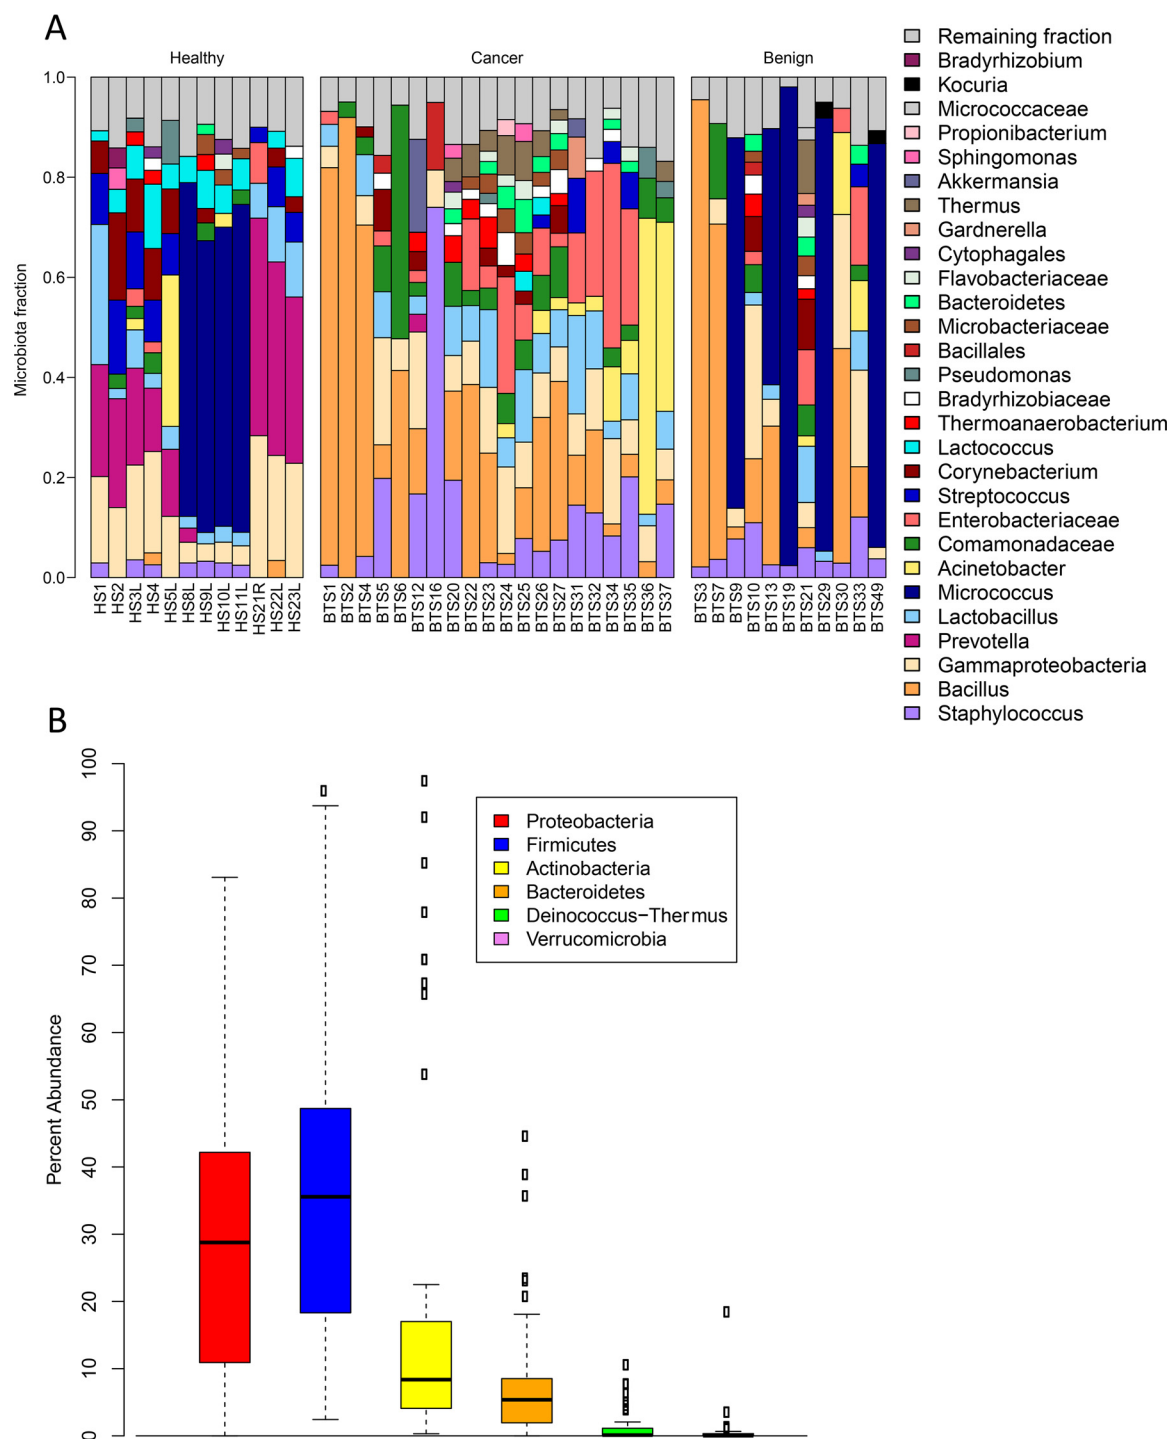 A
Healthy
Cancer
Benign
Microbiota fraction
1.0
0.8
0.6
0.4
0.2
0.0
HS1
HS2
HS3L
HS4
HS5L
HS8L
HS9L
HS10L
HS11L
HS21R
HS22L
HS23L
BTS1
BTS2
BTS4
BTS5
BTS6
BTS12
BTS16
BTS20
BTS22
BTS23
BTS24
BTS25
BTS26
BTS27
BTS31
BTS32
BTS34
BTS35
BTS36
BTS37
BTS3
BTS7
BTS9
BTS10
BTS13
BTS19
BTS21
BTS29
BTS30
BTS33
BTS49
Remaining fraction
Bradyrhizobium
Kocuria
Micrococcaceae
Propionibacterium
Sphingomonas
Akkermansia
Thermus
Gardnerella
Cytophagales
Flavobacteriaceae
Bacteroidetes
Microbacteriaceae
Bacillales
Pseudomonas
Bradyrhizobiaceae
Thermoanaerobacterium
Lactococcus
Corynebacterium
Streptococcus
Enterobacteriaceae
Comamonadaceae
Acinetobacter
Micrococcus
Lactobacillus
Prevotella
Gammaproteobacteria
Bacillus
Staphylococcus
B
Percent Abundance
100
90
80
70
60
50
40
30
20
10
0
Proteobacteria
Firmicutes
Actinobacteria
Bacteroidetes
Deinococcus−Thermus
Verrucomicrobia